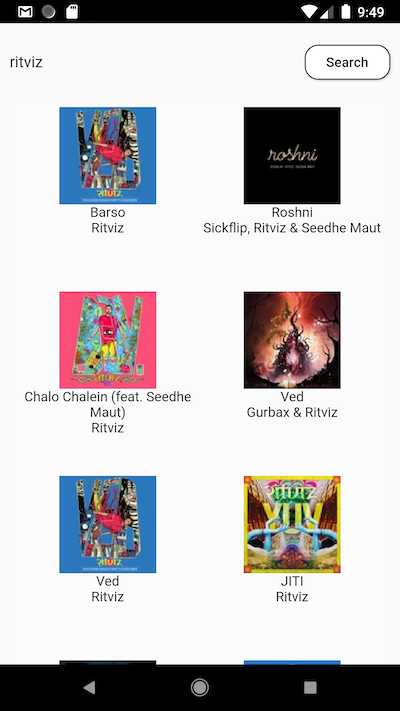 9:49
ritviz
Search
Barso
Ritviz
roshni
Roshni
Sickflip, Ritviz & Seedhe Maut
Chalo Chalein (feat. Seedhe
Maut)
Ritviz
Ved
Gurbax & Ritviz
Ved
Ritviz
JITI
Ritviz